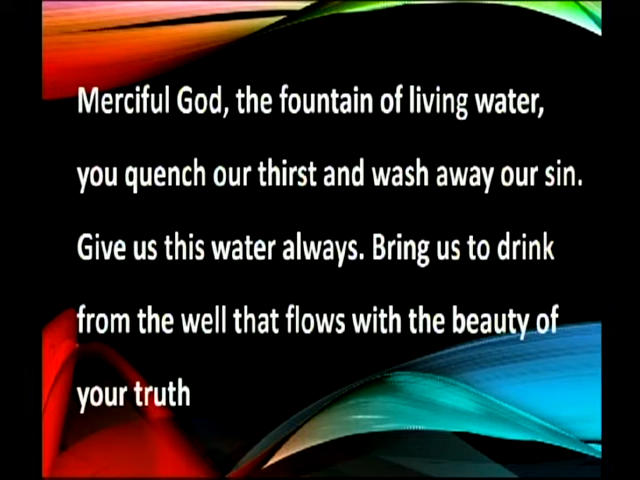 Merciful God, the fountain of living water,
you quench our thirst and wash away our sin.
Give us this water always. Bring us to drink
from the well that flows with the beauty of
your truth